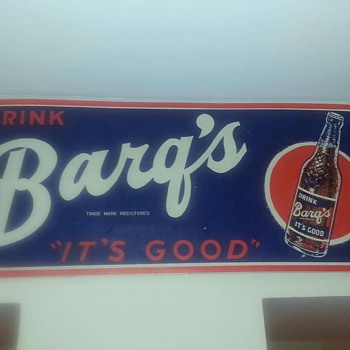 DRINK
Barq's
TRADE MARK REGISTERED
"IT'S GOOD"
DRINK
Barq's
IT'S GOOD